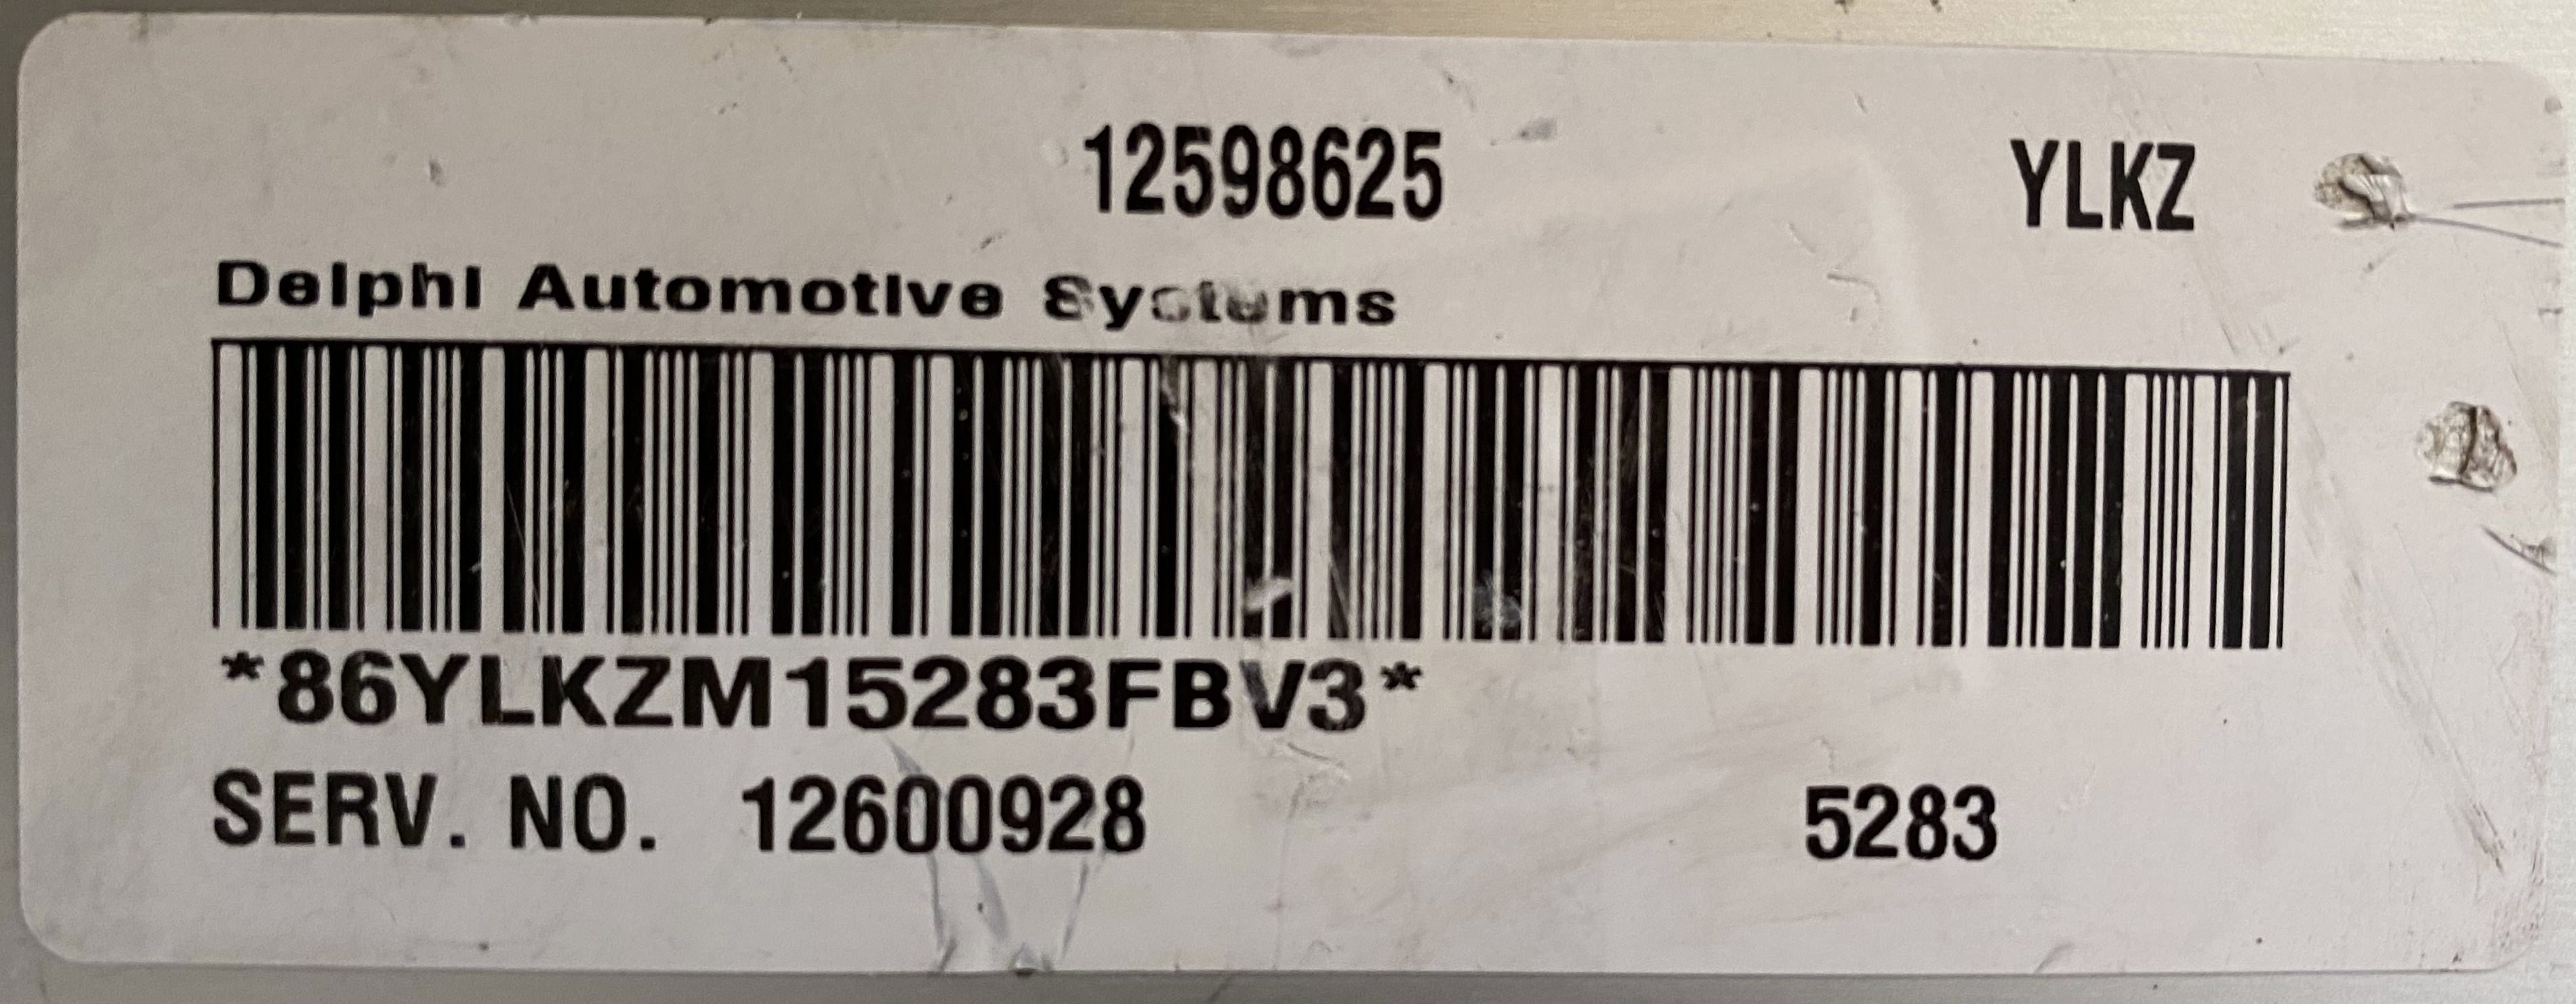 12598625 YLKZ
Delphi Automotive Systems
*86YLKZM15283FBV3*
SERV. NO. 12600928 5283